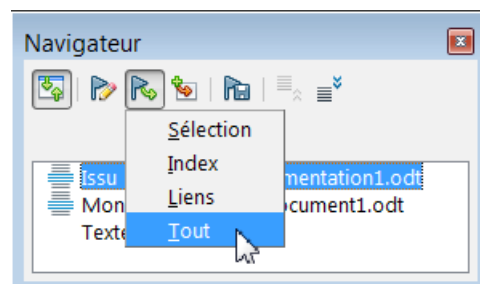 Navigateur
Sélection
Index
Liens
Tout
Issu mentation1.odt
Mon ocument1.odt
Texte